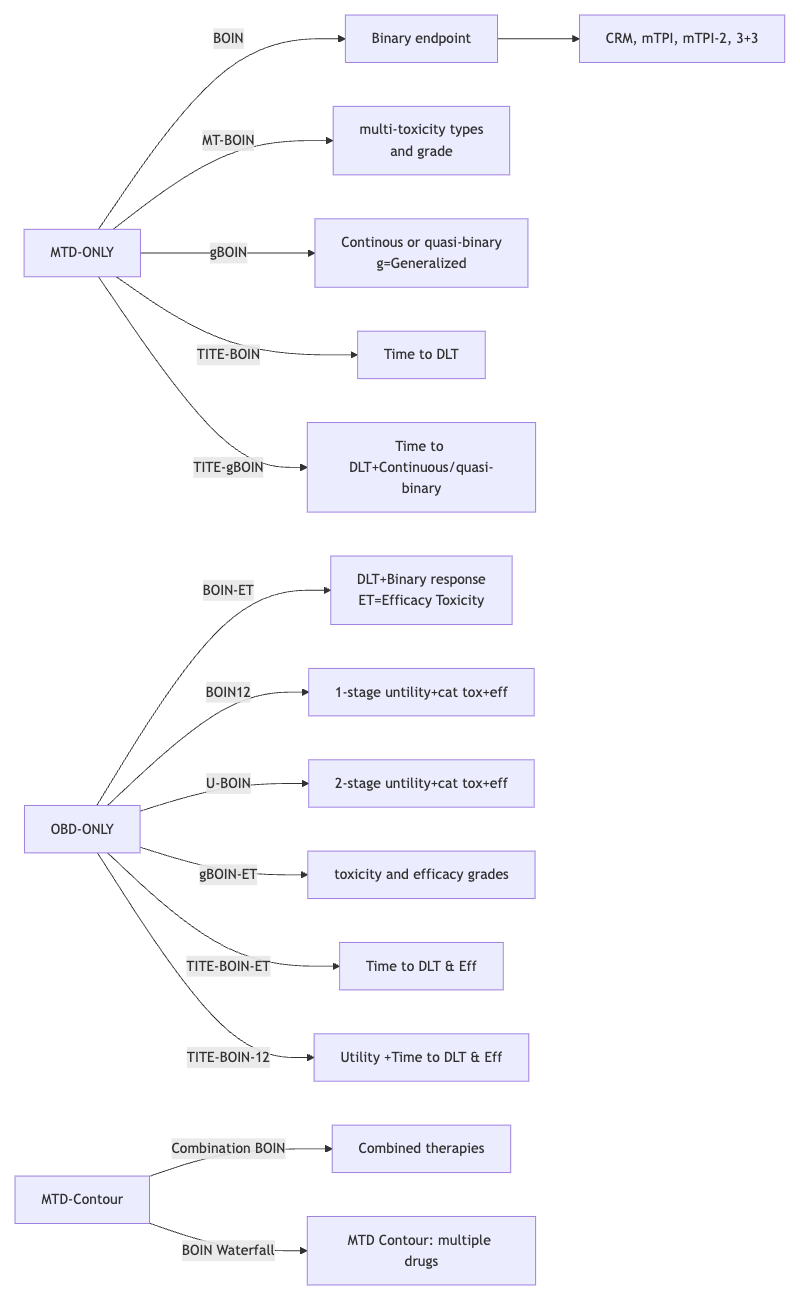 BOIN
Binary endpoint
CRM, mTPI, mTPI-2, 3+3
MT-BOIN
multi-toxicity types
and grade
MTD-ONLY
gBOIN
Continous or quasi-binary
g=Generalized
TITE-BOIN
Time to DLT
TITE-gBOIN
Time to
DLT+Continuous/quasi-
binary
BOIN-ET
DLT+Binary response
ET=Efficacy Toxicity
BOIN12
1-stage untility+cat tox+eff
U-BOIN
2-stage untility+cat tox+eff
OBD-ONLY
gBOIN-ET
toxicity and efficacy grades
TITE-BOIN-ET
Time to DLT & Eff
TITE-BOIN-12
Utility +Time to DLT & Eff
Combination BOIN
Combined therapies
MTD-Contour
BOIN Waterfall
MTD Contour: multiple
drugs